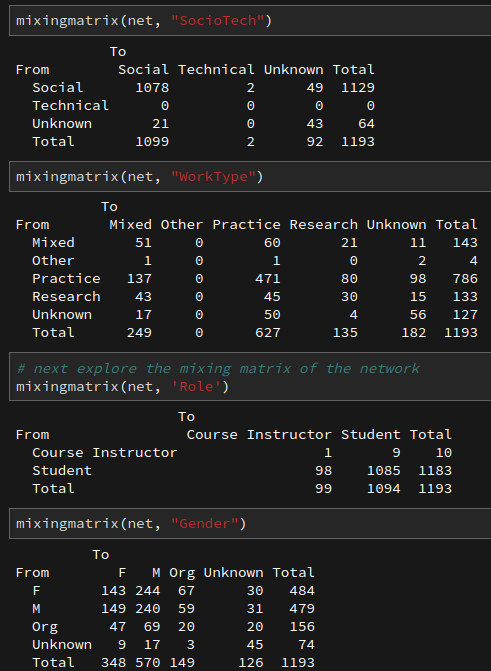 mixingmatrix(net, "SocioTech")
To
From Social Technical Unknown Total
Social 1078 2 49 1129
Technical 0 0 0 0
Unknown 21 0 43 64
Total 1099 2 92 1193
mixingmatrix(net, "WorkType")
To
From Mixed Other Practice Research Unknown Total
Mixed 51 0 60 21 11 143
Other 1 0 1 0 2 4
Practice 137 0 471 80 98 786
Research 43 0 45 30 15 133
Unknown 17 0 50 4 56 127
Total 249 0 627 135 182 1193
# next explore the mixing matrix of the network
mixingmatrix(net, 'Role')
To
From Course Instructor Student Total
Course Instructor 1 9 10
Student 98 1085 1183
Total 99 1094 1193
mixingmatrix(net, "Gender")
To
From F M Org Unknown Total
F 143 244 67 30 484
M 149 240 59 31 479
Org 47 69 20 20 156
Unknown 9 17 3 45 74
Total 348 570 149 126 1193